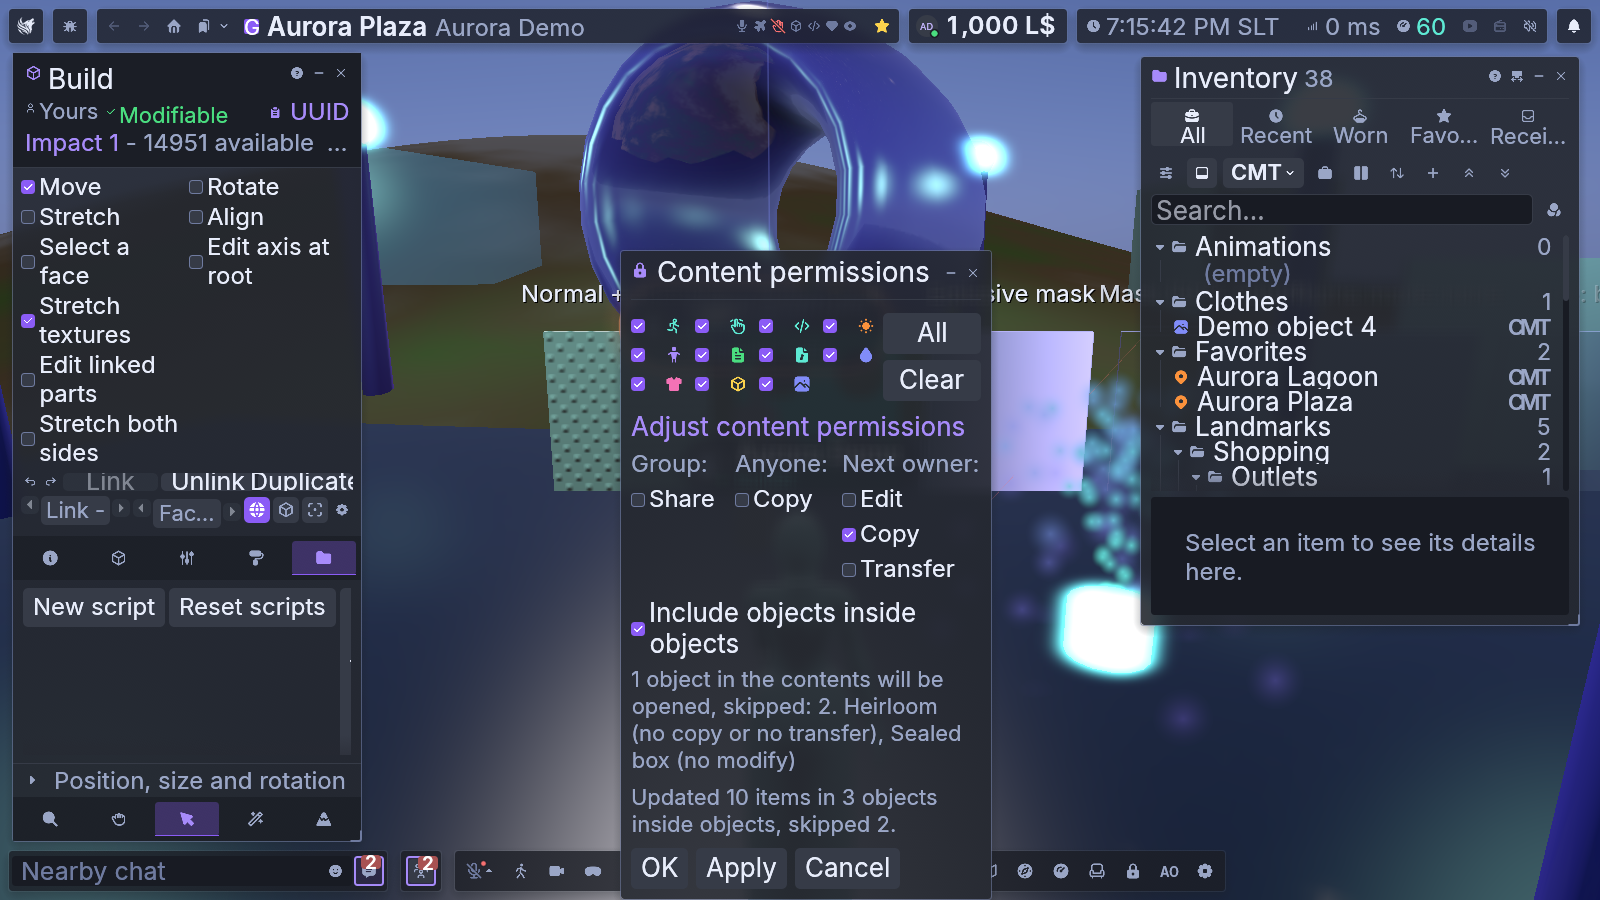 Aurora Plaza Aurora Demo
AD 1,000 L$
7:15:42 PM SLT 0 ms 60
Build
Yours Modifiable UUID
Impact 1 - 14951 available ...
Move Rotate
Stretch Align
Select a face Edit axis at root
Stretch textures
Edit linked parts
Stretch both sides
Link Unlink Duplicate
Link - Fac...
New script Reset scripts
Position, size and rotation
Nearby chat
2
2
Normal +
Content permissions
All
Clear
Adjust content permissions
Group: Anyone: Next owner:
Share Copy Edit
Copy
Transfer
Include objects inside
objects
1 object in the contents will be
opened, skipped: 2. Heirloom
(no copy or no transfer), Sealed
box (no modify)
Updated 10 items in 3 objects
inside objects, skipped 2.
OK Apply Cancel
sive mask Mas
AO
Inventory 38
All Recent Worn Favo... Recei...
CMT
Search...
Animations 0
(empty)
Clothes 1
Demo object 4 CMT
Favorites 2
Aurora Lagoon CMT
Aurora Plaza CMT
Landmarks 5
Shopping 2
Outlets 1
Select an item to see its details
here.